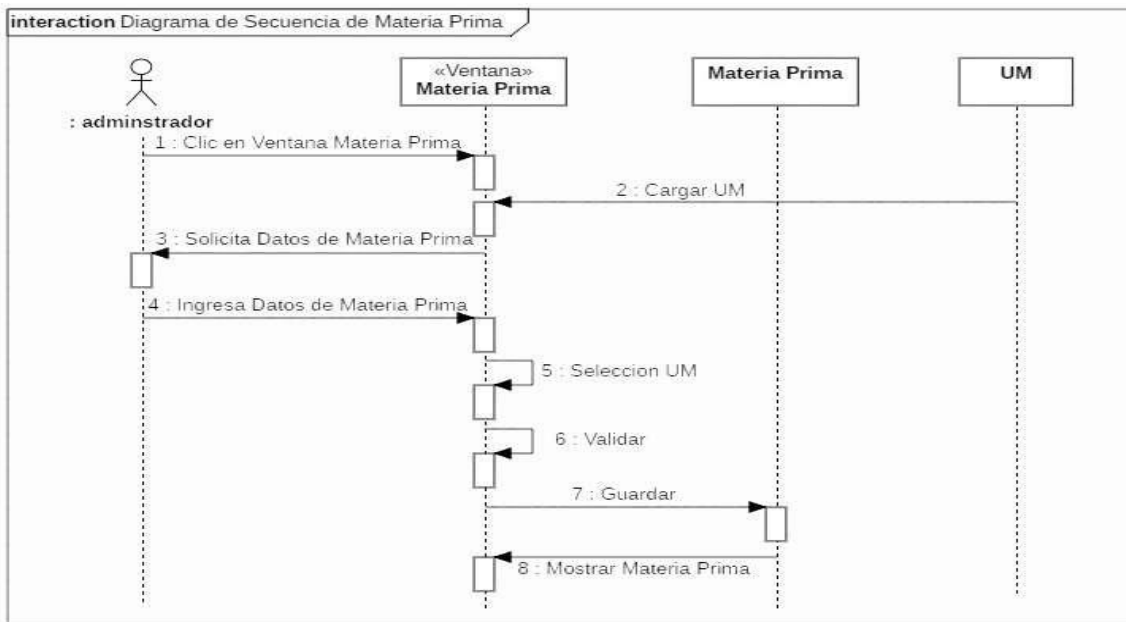 interaction Diagrama de Secuencia de Materia Prima
: adminstrador
«Ventana»
Materia Prima
Materia Prima
UM
1 : Clic en Ventana Materia Prima
2 : Cargar UM
3 : Solicita Datos de Materia Prima
4 : Ingresa Datos de Materia Prima
5 : Seleccion UM
6 : Validar
7 : Guardar
8 : Mostrar Materia Prima